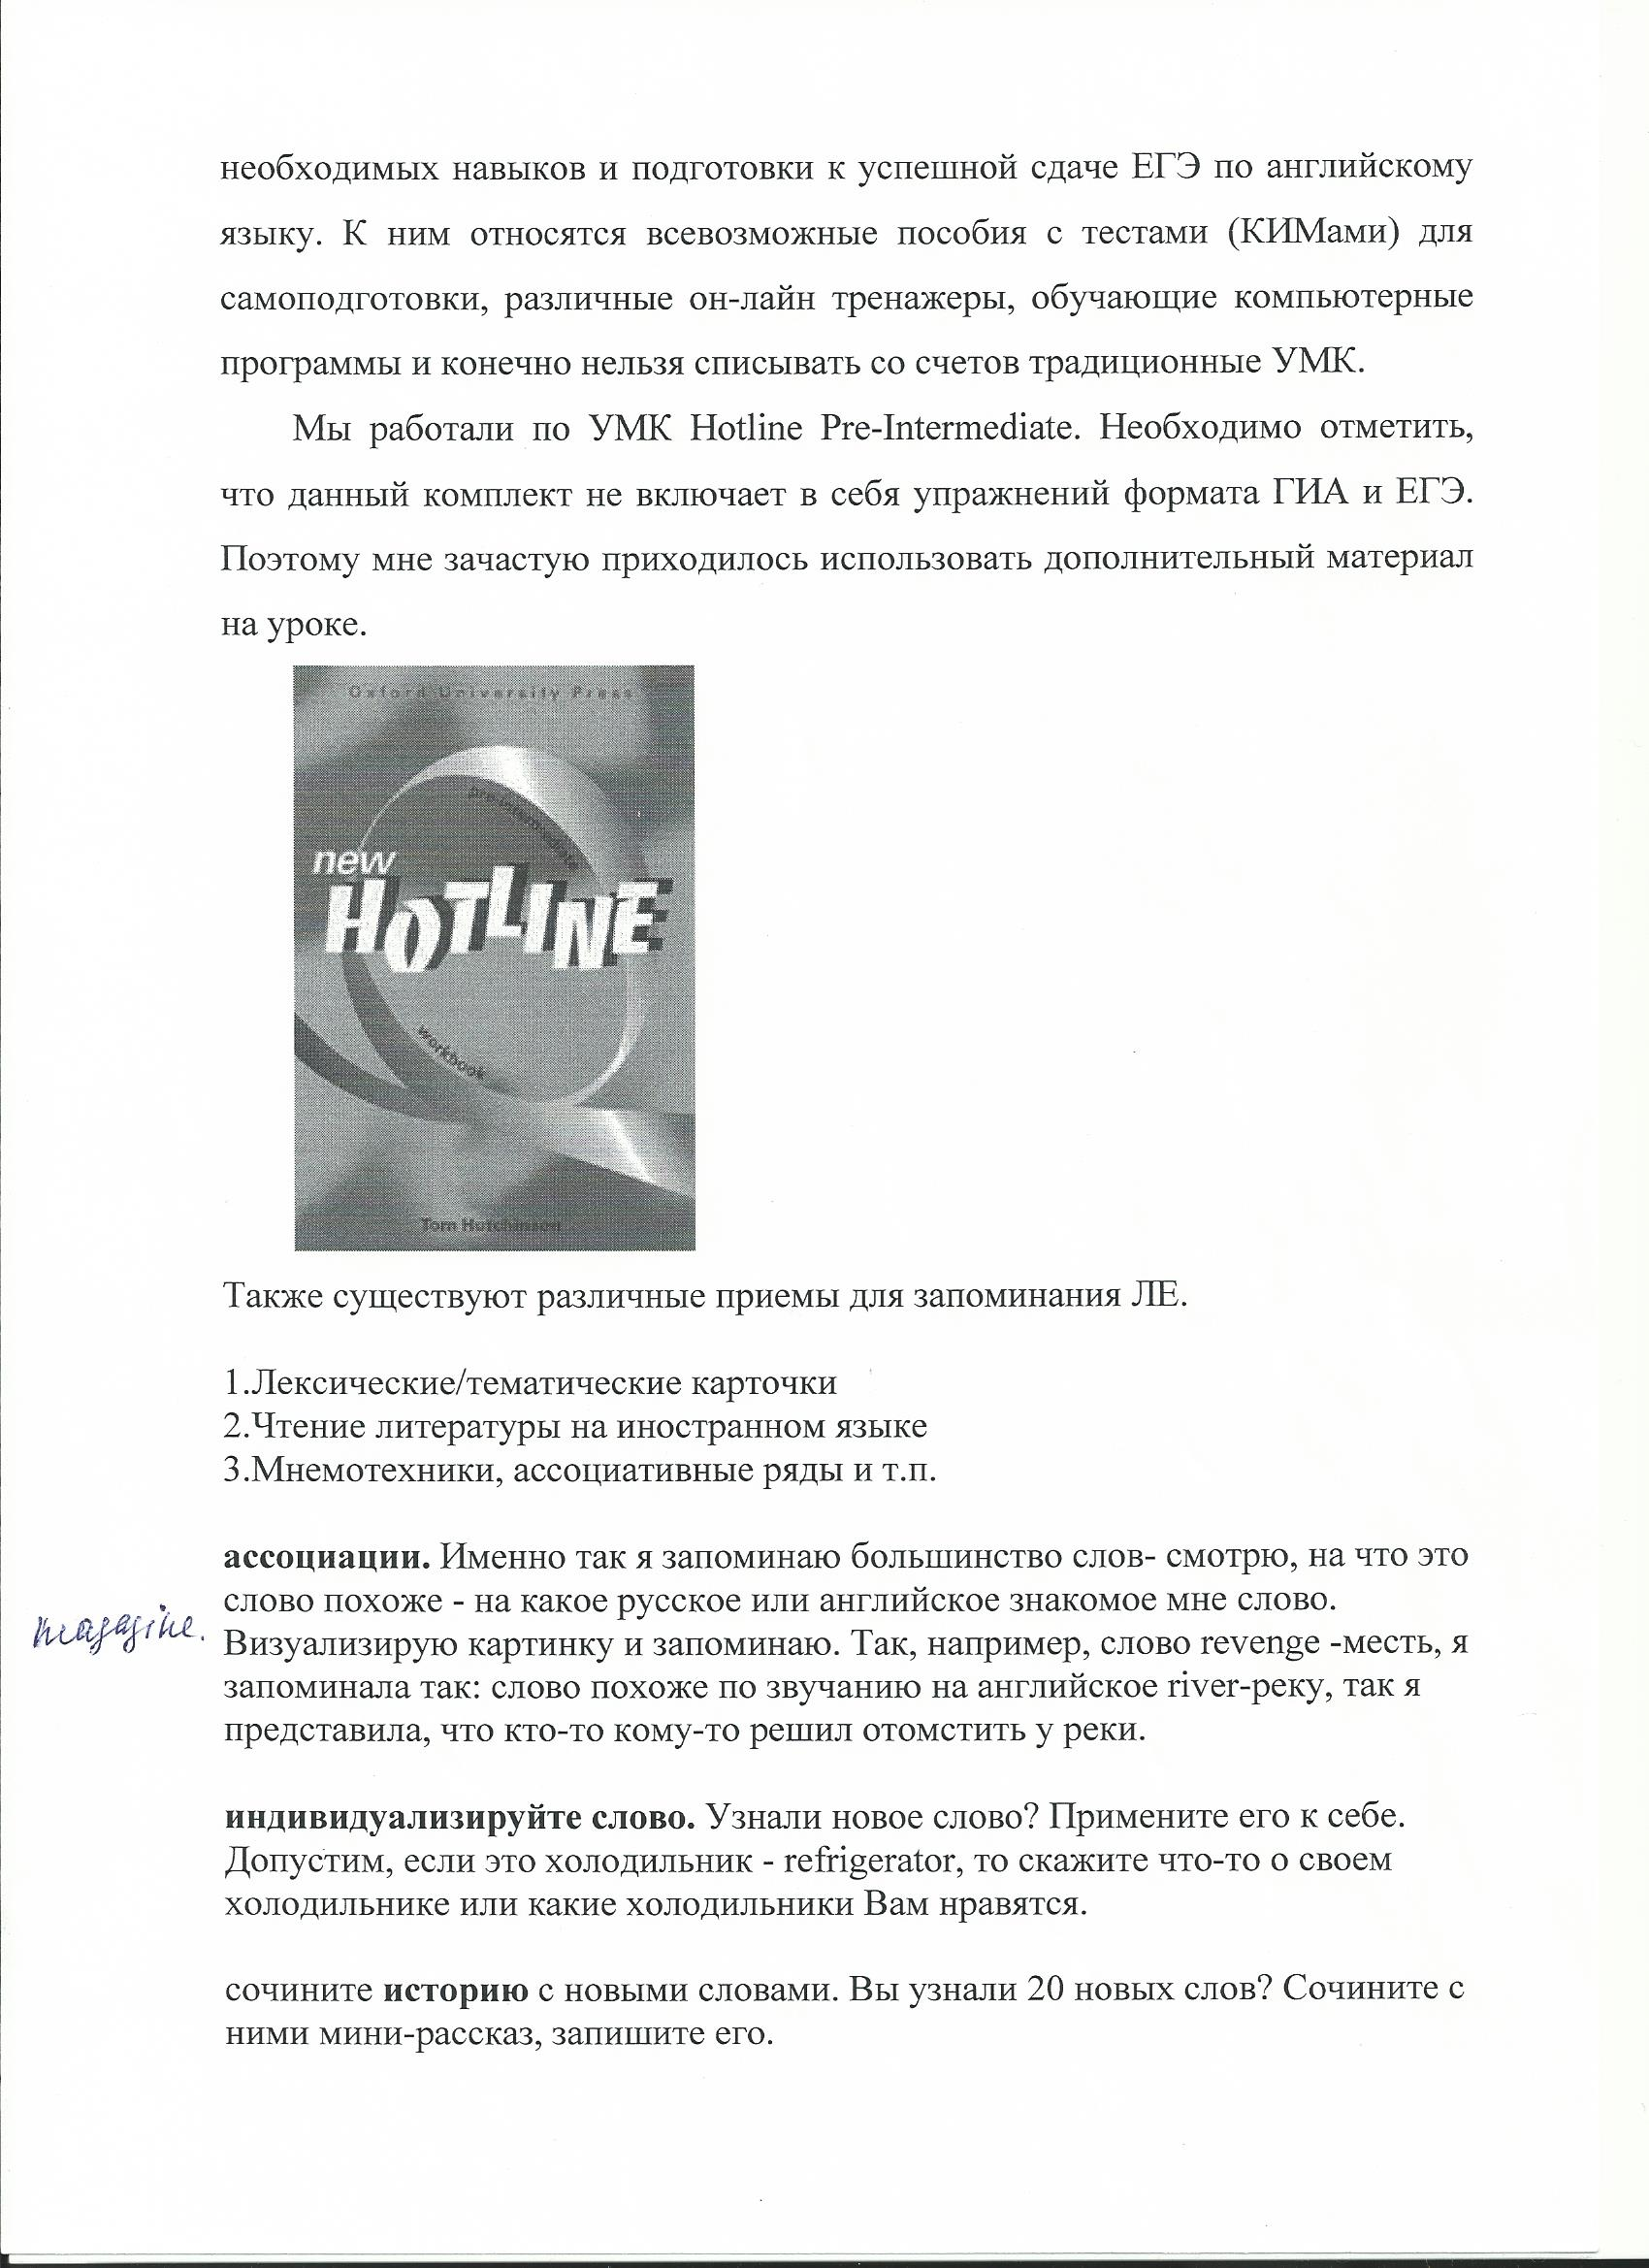 необходимых навыков и подготовки к успешной сдаче ЕГЭ по английскому
языку. К ним относятся всевозможные пособия с тестами (КИМами) для
самоподготовки, различные он-лайн тренажеры, обучающие компьютерные
программы и конечно нельзя списывать со счетов традиционные УМК.
Мы работали по УМК Hotline Pre-Intermediate. Необходимо отметить,
что данный комплект не включает в себя упражнений формата ГИА и ЕГЭ.
Поэтому мне зачастую приходилось использовать дополнительный материал
на уроке.
Oxford University Press
pre-intermediate
new
HOTLINE
workbook
Tom Hutchinson
Также существуют различные приемы для запоминания ЛЕ.
1.Лексические/тематические карточки
2.Чтение литературы на иностранном языке
3.Мнемотехники, ассоциативные ряды и т.п.
ассоциации. Именно так я запоминаю большинство слов- смотрю, на что это
слово похоже - на какое русское или английское знакомое мне слово.
magazine.
Визуализирую картинку и запоминаю. Так, например, слово revenge -месть, я
запоминала так: слово похоже по звучанию на английское river-реку, так я
представила, что кто-то кому-то решил отомстить у реки.
индивидуализируйте слово. Узнали новое слово? Примените его к себе.
Допустим, если это холодильник - refrigerator, то скажите что-то о своем
холодильнике или какие холодильники Вам нравятся.
сочините историю с новыми словами. Вы узнали 20 новых слов? Сочините с
ними мини-рассказ, запишите его.